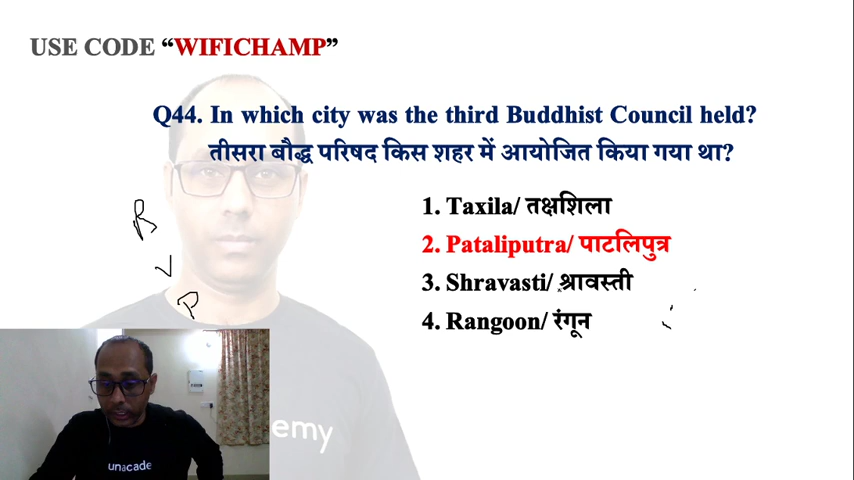 USE CODE “WIFICHAMP”
Q44. In which city was the third Buddhist Council held?
तीसरा बौद्ध परिषद किस शहर में आयोजित किया गया था?
1. Taxila/ तक्षशिला
2. Pataliputra/ पाटलिपुत्र
3. Shravasti/ श्रावस्ती
4. Rangoon/ रंगून
R
V
P
emy
unacade